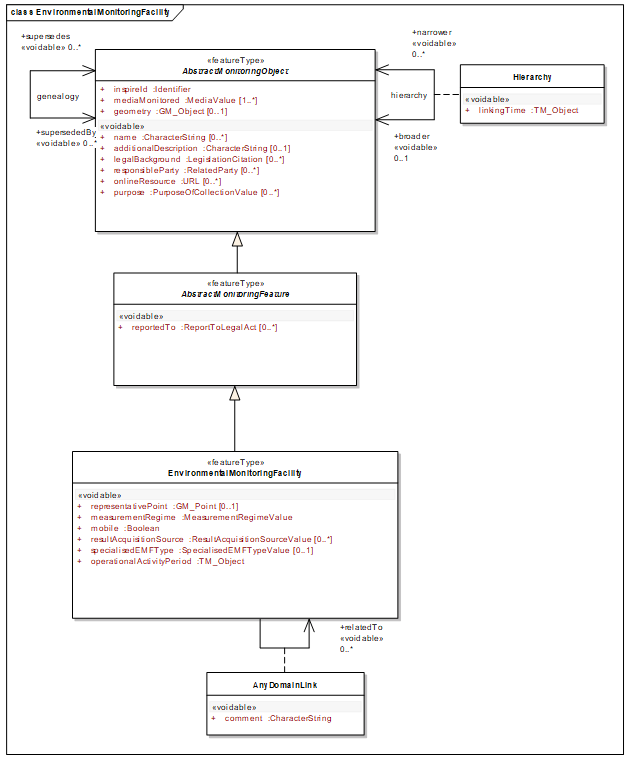 class EnvironmentalMonitoringFacility
+supersedes
«voidable» 0..*
genealogy
+supersededBy
«voidable» 0..*
«featureType»
AbstractMonitoringObject
+ inspireId :Identifier
+ mediaMonitored :MediaValue [1..*]
+ geometry :GM_Object [0..1]
«voidable»
+ name :CharacterString [0..*]
+ additionalDescription :CharacterString [0..1]
+ legalBackground :LegislationCitation [0..*]
+ responsibleParty :RelatedParty [0..*]
+ onlineResource :URL [0..*]
+ purpose :PurposeOfCollectionValue [0..*]
+narrower
«voidable»
0..*
hierarchy
+broader
«voidable»
0..1
Hierarchy
«voidable»
+ linkingTime :TM_Object
«featureType»
AbstractMonitoringFeature
«voidable»
+ reportedTo :ReportToLegalAct [0..*]
«featureType»
EnvironmentalMonitoringFacility
«voidable»
+ representativePoint :GM_Point [0..1]
+ measurementRegime :MeasurementRegimeValue
+ mobile :Boolean
+ resultAcquisitionSource :ResultAcquisitionSourceValue [0..*]
+ specialisedEMFType :SpecialisedEMFTypeValue [0..1]
+ operationalActivityPeriod :TM_Object
+relatedTo
«voidable»
0..*
AnyDomainLink
«voidable»
+ comment :CharacterString